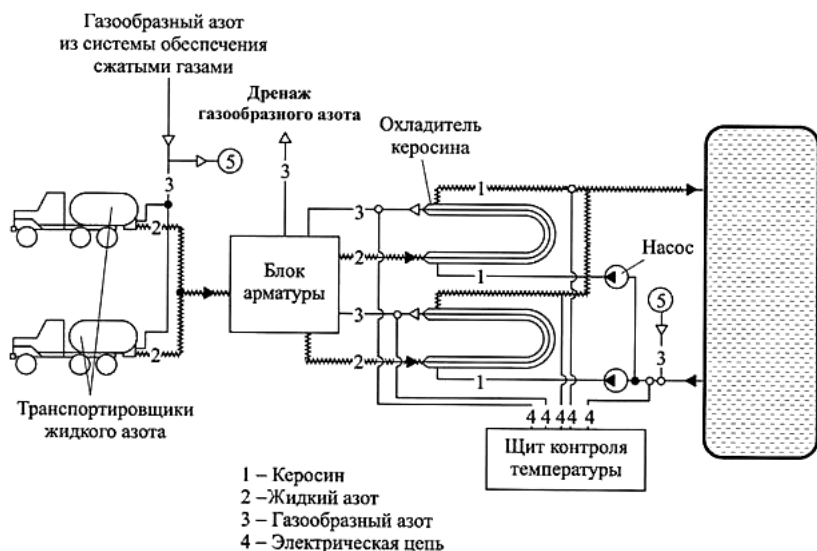 Газообразный азот
из системы обеспечения
сжатыми газами
Дренаж
газообразного азота
Охладитель
керосина
5
3
3
3
1
2
2
Блок
арматуры
2
1
Насос
5
3
1
3
2
2
1
Транспортировщики
жидкого азота
4 4 4 4 4
Щит контроля
температуры
1 – Керосин
2 – Жидкий азот
3 – Газообразный азот
4 – Электрическая цепь